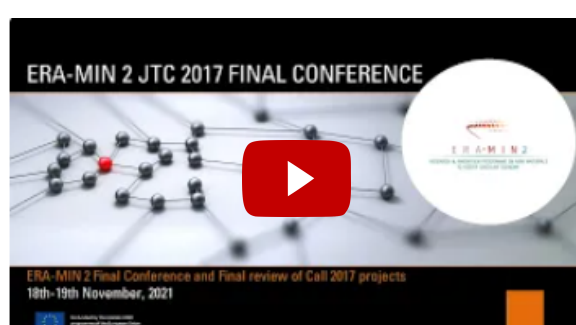 ERA-MIN 2 JTC 2017 FINAL CONFERENCE
ERA-MIN 2
ERA-MIN 2 Final Conference and Final review of Call 2017 projects
18th-19th November, 2021